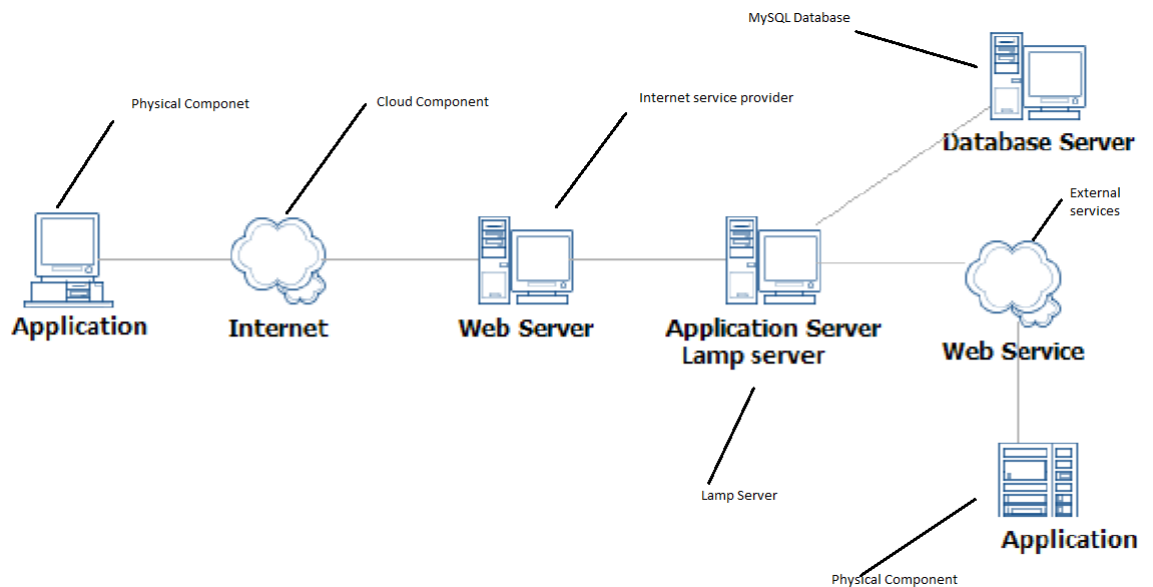 MySQL Database
Physical Componet
Cloud Component
Internet service provider
Database Server
External
services
Application
Internet
Web Server
Application Server
Lamp server
Web Service
Lamp Server
Application
Physical Component